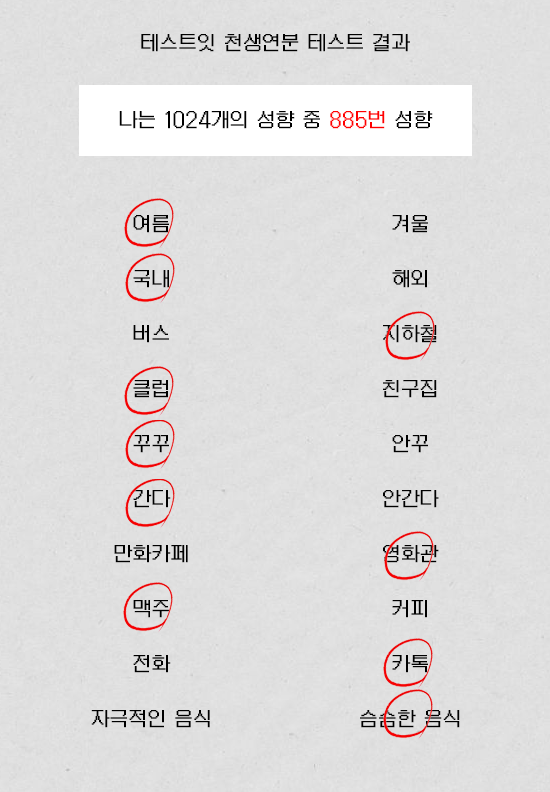 테스트잇 천생연분 테스트 결과
나는 1024개의 성향 중 885번 성향
여름 겨울
국내 해외
버스 지하철
클럽 친구집
꾸꾸 안꾸
간다 안간다
만화카페 영화관
맥주 커피
전화 카톡
자극적인 음식 슴슴한 음식